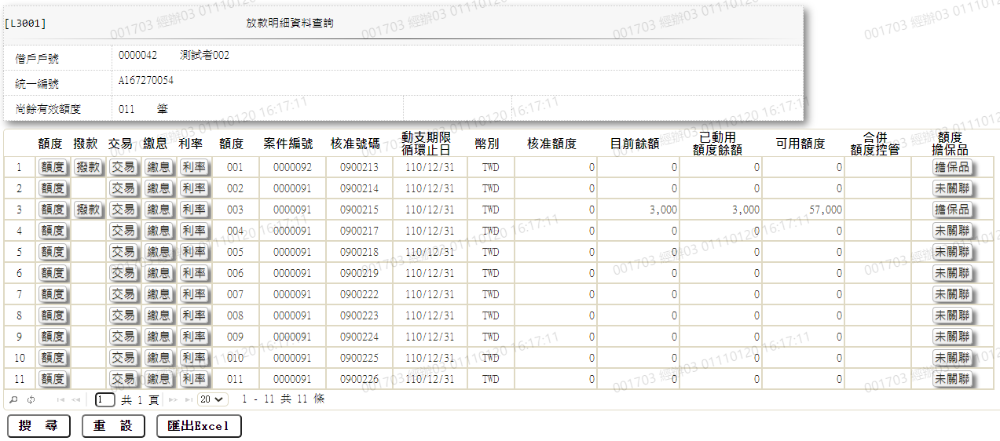 [L3001] 放款明細資料查詢
借戶戶號 0000042 測試者002
統一編號 A167270054
尚餘有效額度 011 筆
額度 撥款 交易 繳息 利率 額度 案件編號 核准號碼 動支期限 循環止日 幣別 核准額度 目前餘額 已動用 額度餘額 可用額度 合併 額度控管 額度 擔保品
1 額度 撥款 交易 繳息 利率 001 0000092 0900213 110/12/31 TWD 0 0 0 0 擔保品
2 額度 交易 繳息 利率 002 0000091 0900214 110/12/31 TWD 0 0 0 0 未關聯
3 額度 撥款 交易 繳息 利率 003 0000091 0900215 110/12/31 TWD 0 3,000 3,000 57,000 擔保品
4 額度 交易 繳息 利率 004 0000091 0900217 110/12/31 TWD 0 0 0 0 未關聯
5 額度 交易 繳息 利率 005 0000091 0900218 110/12/31 TWD 0 0 0 0 未關聯
6 額度 交易 繳息 利率 006 0000091 0900219 110/12/31 TWD 0 0 0 0 未關聯
7 額度 交易 繳息 利率 007 0000091 0900222 110/12/31 TWD 0 0 0 0 未關聯
8 額度 交易 繳息 利率 008 0000091 0900223 110/12/31 TWD 0 0 0 0 未關聯
9 額度 交易 繳息 利率 009 0000091 0900224 110/12/31 TWD 0 0 0 0 未關聯
10 額度 交易 繳息 利率 010 0000091 0900225 110/12/31 TWD 0 0 0 0 未關聯
11 額度 交易 繳息 利率 011 0000091 0900226 110/12/31 TWD 0 0 0 0 未關聯
1 共 1 頁 20 1 - 11 共 11 條
搜 尋 重 設 匯出Excel
001703 經辦03 01110120 16:17:11